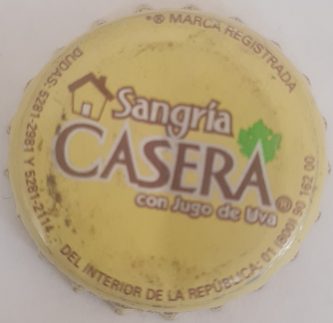 *® MARCA REGISTRADA
DUDAS: 5281-2981 Y 5281-2114
Sangría
CASERA®
con Jugo de Uva
DEL INTERIOR DE LA REPÚBLICA: 01 (800) 90 162 00